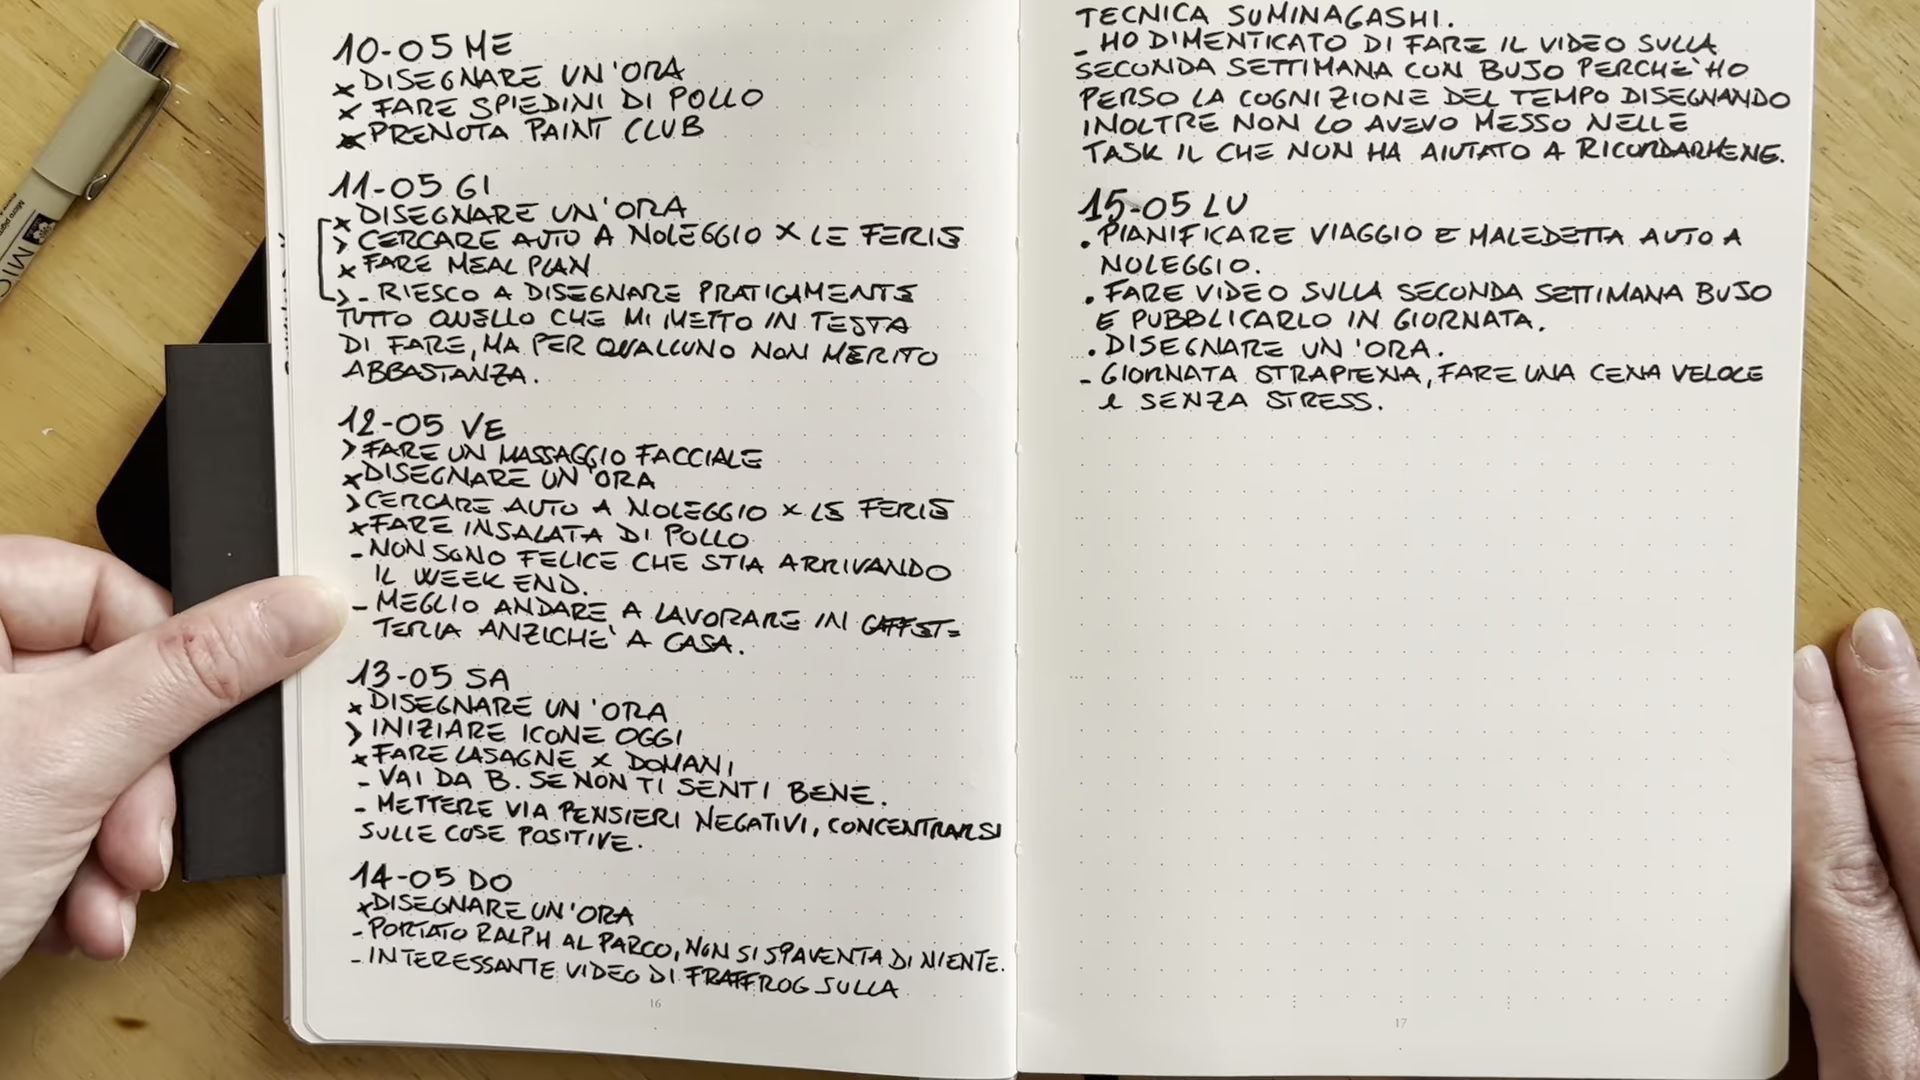 10-05 ME
× DISEGNARE UN'ORA
× FARE SPIEDINI DI POLLO
× PRENOTA PAINT CLUB
11-05 GI
× DISEGNARE UN'ORA
> CERCARE AUTO A NOLEGGIO × LE FERIE
× FARE MEAL PLAN
> - RIESCO A DISEGNARE PRATICAMENTE
TUTTO QUELLO CHE MI METTO IN TESTA
DI FARE, MA PER QUALCUNO NON MERITO
ABBASTANZA.
12-05 VE
> FARE UN MASSAGGIO FACCIALE
× DISEGNARE UN'ORA
> CERCARE AUTO A NOLEGGIO × LE FERIE
× FARE INSALATA DI POLLO
- NON SONO FELICE CHE STIA ARRIVANDO
IL WEEK END.
- MEGLIO ANDARE A LAVORARE IN CAFFET=
TERIA ANZICHE' A CASA.
13-05 SA
× DISEGNARE UN'ORA
> INIZIARE ICONE OGGI
× FARE LASAGNE × DOMANI
- VAI DA B. SE NON TI SENTI BENE.
- METTERE VIA PENSIERI NEGATIVI, CONCENTRARSI
SULLE COSE POSITIVE.
14-05 DO
× DISEGNARE UN'ORA
- PORTATO RALPH AL PARCO, NON SI SPAVENTA DI NIENTE.
- INTERESSANTE VIDEO DI FRAFFROG SULLA
16
TECNICA SUMINAGASHI.
- HO DIMENTICATO DI FARE IL VIDEO SULLA
SECONDA SETTIMANA CON BUJO PERCHE' HO
PERSO LA COGNIZIONE DEL TEMPO DISEGNANDO
INOLTRE NON LO AVEVO MESSO NELLE
TASK IL CHE NON HA AIUTATO A RICORDARMENE.
15-05 LU
. PIANIFICARE VIAGGIO E MALEDETTA AUTO A
NOLEGGIO.
. FARE VIDEO SULLA SECONDA SETTIMANA BUJO
E PUBBLICARLO IN GIORNATA.
. DISEGNARE UN'ORA.
- GIORNATA STRAPIENA, FARE UNA CENA VELOCE
e SENZA STRESS.
17